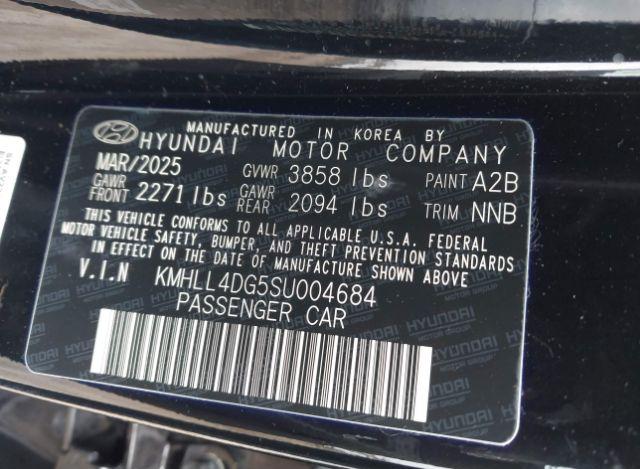 MANUFACTURED IN KOREA BY
HYUNDAI MOTOR COMPANY
MAR/2025 GVWR 3858 lbs PAINT A2B
GAWR FRONT 2271 lbs GAWR REAR 2094 lbs TRIM NNB
THIS VEHICLE CONFORMS TO ALL APPLICABLE U.S.A. FEDERAL
MOTOR VEHICLE SAFETY, BUMPER, AND THEFT PREVENTION STANDARDS
IN EFFECT ON THE DATE OF MANUFACTURE SHOWN ABOVE
V.I.N KMHLL4DG5SU004684
PASSENGER CAR